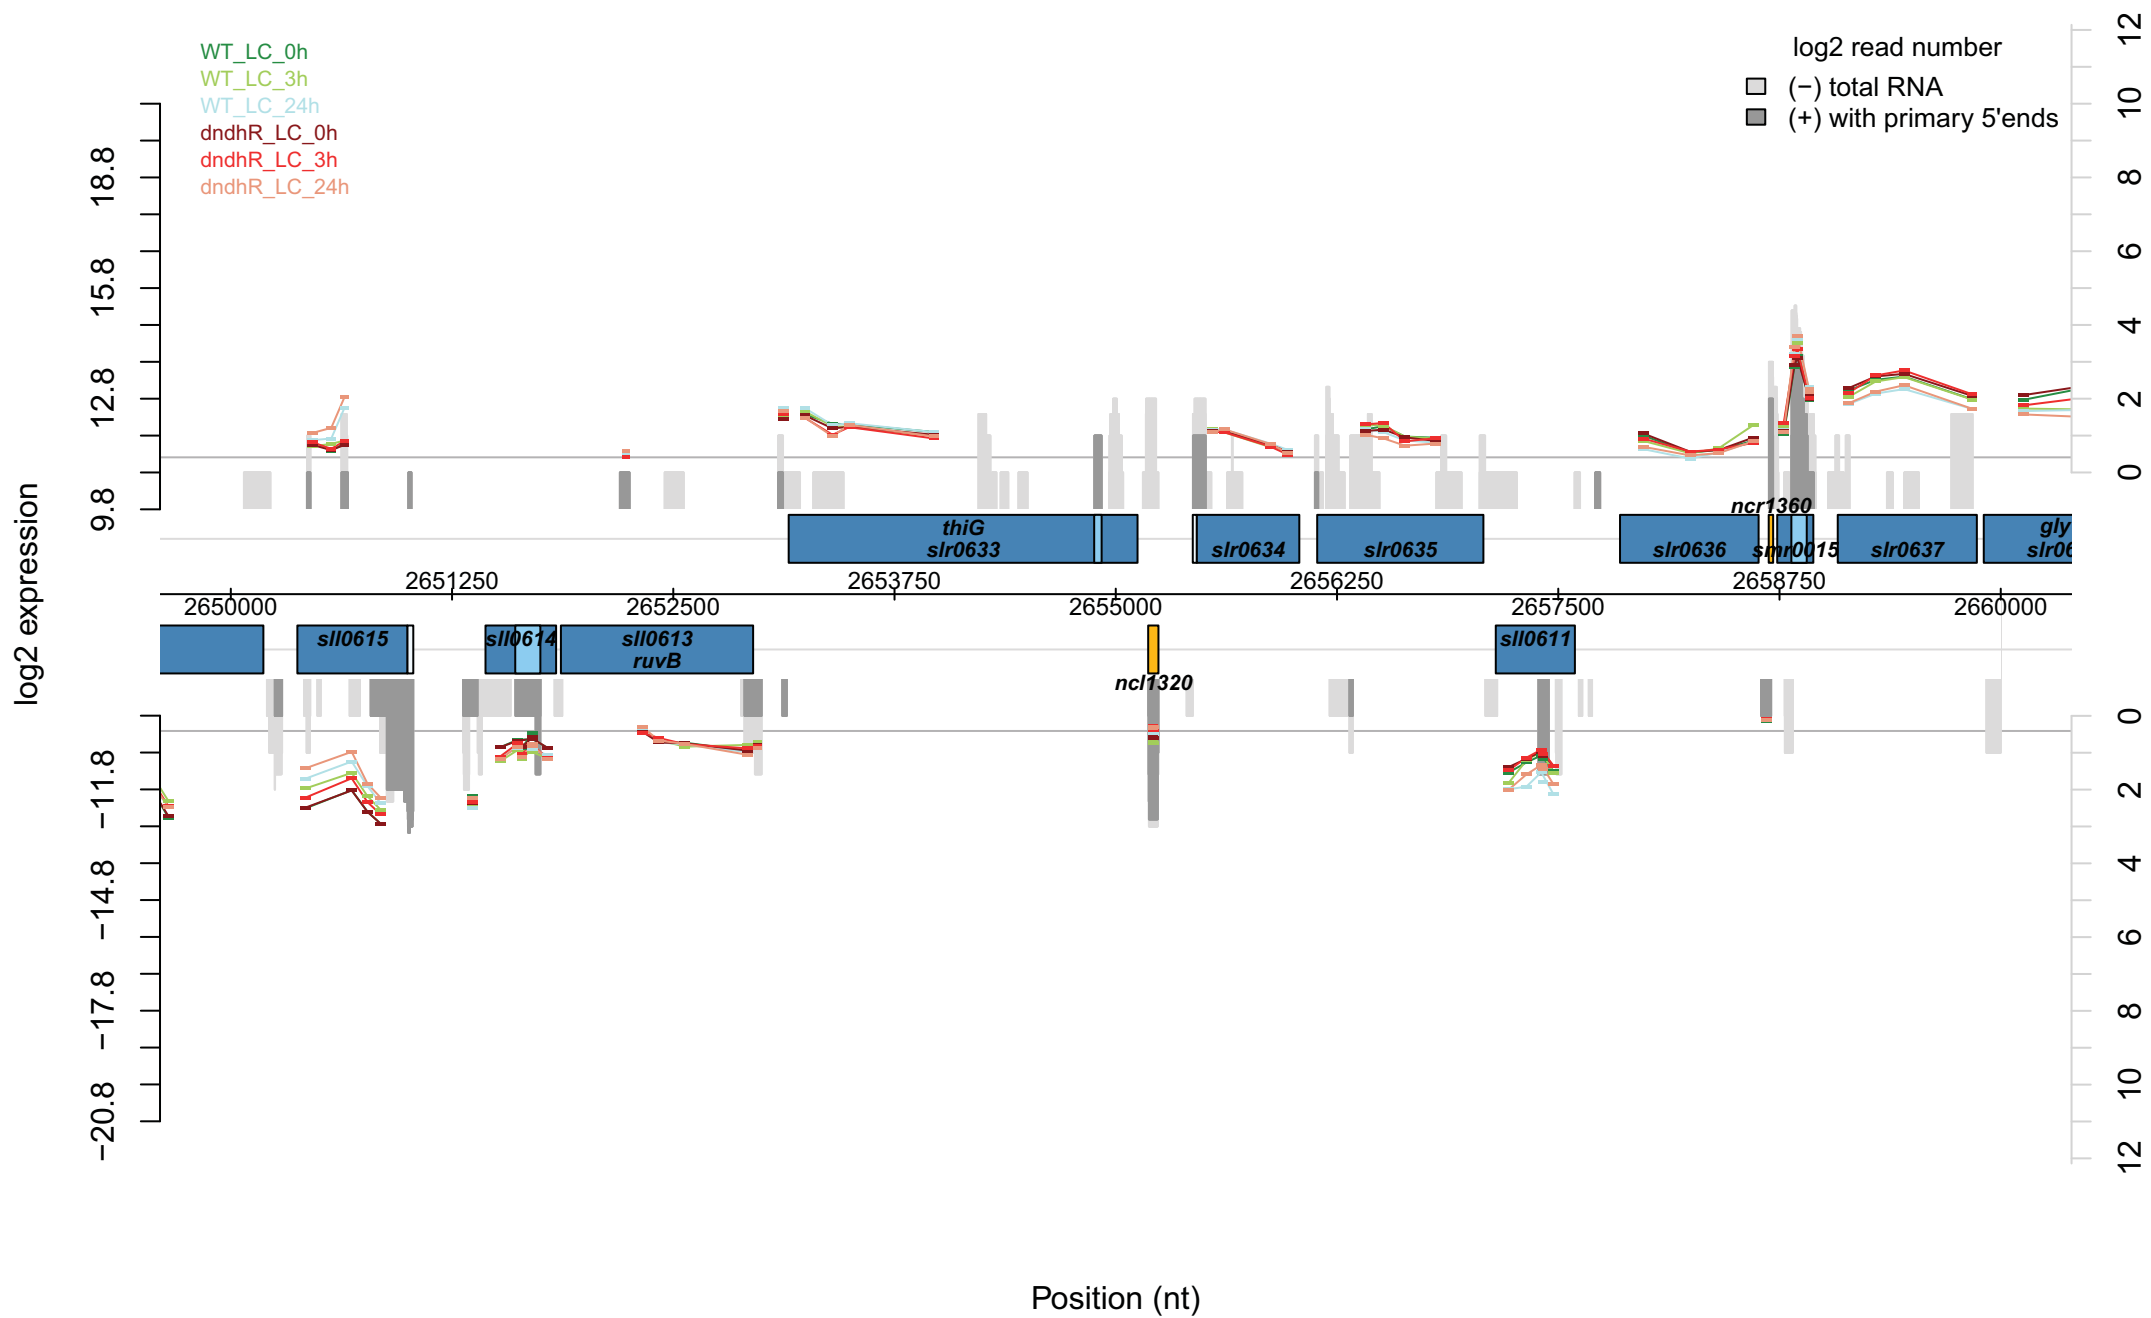 WT_LC_0h
WT_LC_3h
WT_LC_24h
dndhR_LC_0h
dndhR_LC_3h
dndhR_LC_24h
log2 read number
(−) total RNA
(+) with primary 5'ends
log2 expression
18.8
15.8
12.8
9.8
12
10
8
6
4
2
0
ncr1360
thiG
slr0633
slr0634
slr0635
slr0636
smr0015
slr0637
gly
slr06
2651250
2653750
2656250
2658750
2650000
2652500
2655000
2657500
2660000
sll0615
sll0614
sll0613
ruvB
ncl1320
sll0611
−11.8
−14.8
−17.8
−20.8
0
2
4
6
8
10
12
Position (nt)